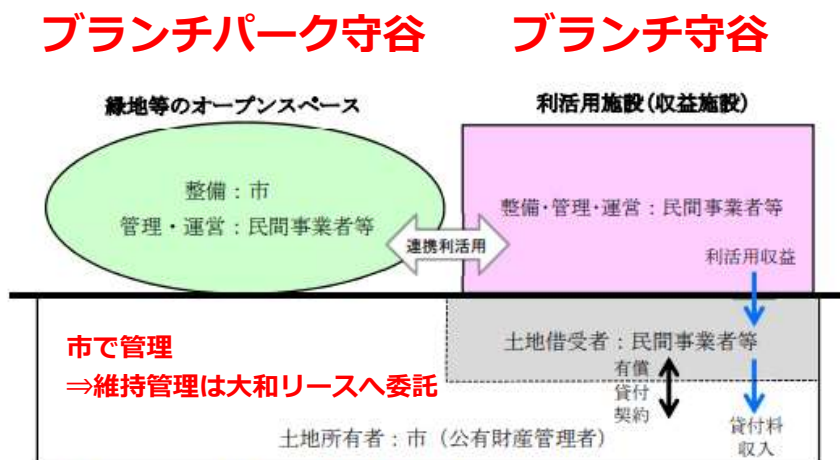 ブランチパーク守谷
ブランチ守谷
緑地等のオープンスペース
利活用施設(収益施設)
整備：市
管理・運営：民間事業者等
連携利活用
整備･管理･運営：民間事業者等
利活用収益
市で管理
⇒維持管理は大和リースへ委託
土地借受者：民間事業者等
有償
貸付
契約
貸付料
収入
土地所有者：市（公有財産管理者）